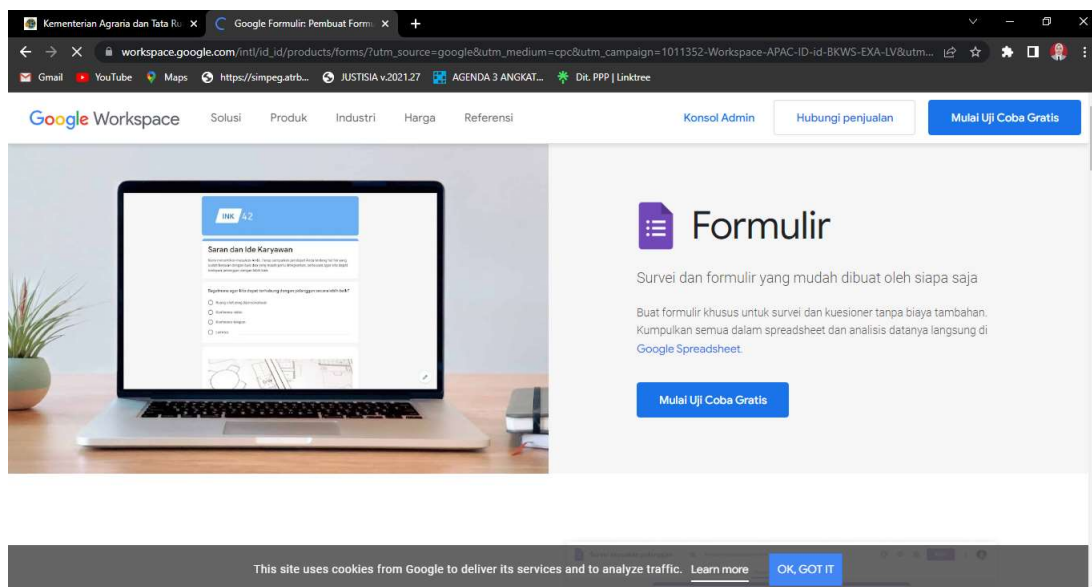 Kementerian Agraria dan Tata Ru
Google Formulir: Pembuat Formu
workspace.google.com/intl/id_id/products/forms/?utm_source=google&utm_medium=cpc&utm_campaign=1011352-Workspace-APAC-ID-id-BKWS-EXA-LV&utm...
Gmail YouTube Maps https://simpeg.atrb... JUSTISIA v.2021.27 AGENDA 3 ANGKAT... Dit. PPP | Linktree
Google Workspace Solusi Produk Industri Harga Referensi Konsol Admin Hubungi penjualan Mulai Uji Coba Gratis
INK 42
Saran dan Ide Karyawan
Formulir
Survei dan formulir yang mudah dibuat oleh siapa saja
Buat formulir khusus untuk survei dan kuesioner tanpa biaya tambahan.
Kumpulkan semua dalam spreadsheet dan analisis datanya langsung di
Google Spreadsheet.
Mulai Uji Coba Gratis
This site uses cookies from Google to deliver its services and to analyze traffic. Learn more OK, GOT IT